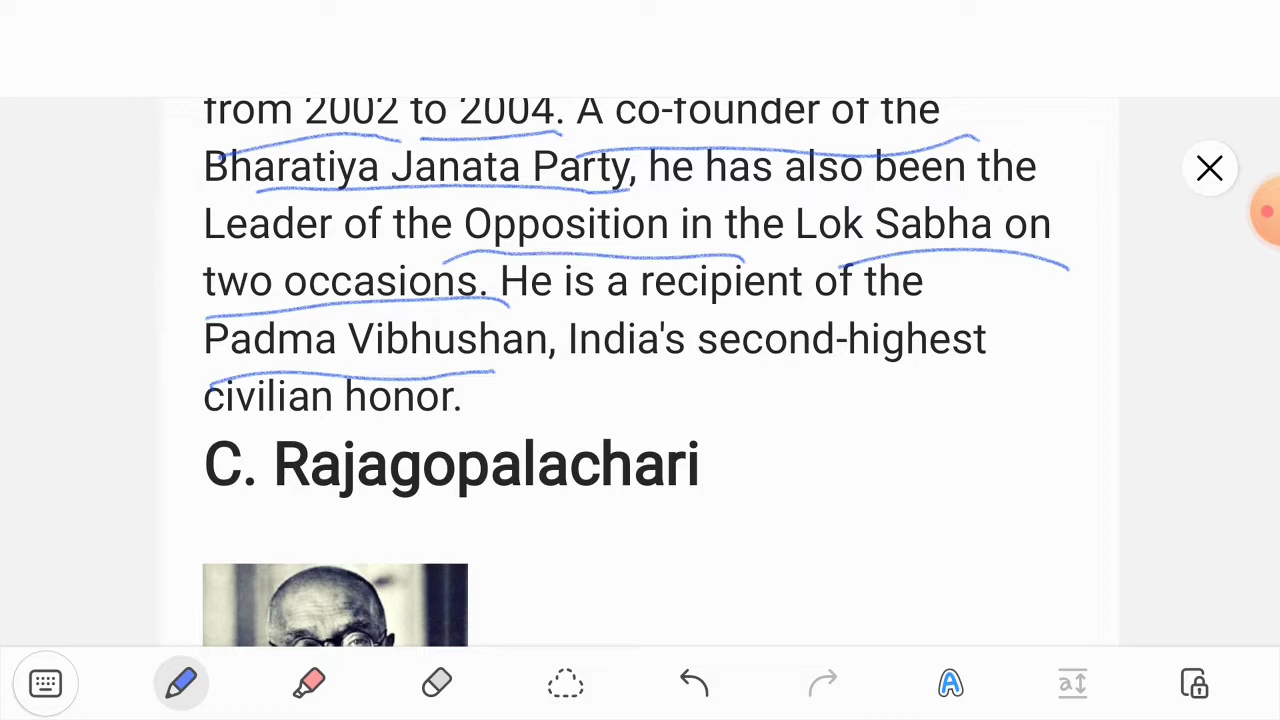 from 2002 to 2004. A co-founder of the
Bharatiya Janata Party, he has also been the
Leader of the Opposition in the Lok Sabha on
two occasions. He is a recipient of the
Padma Vibhushan, India's second-highest
civilian honor.
C. Rajagopalachari
A
a